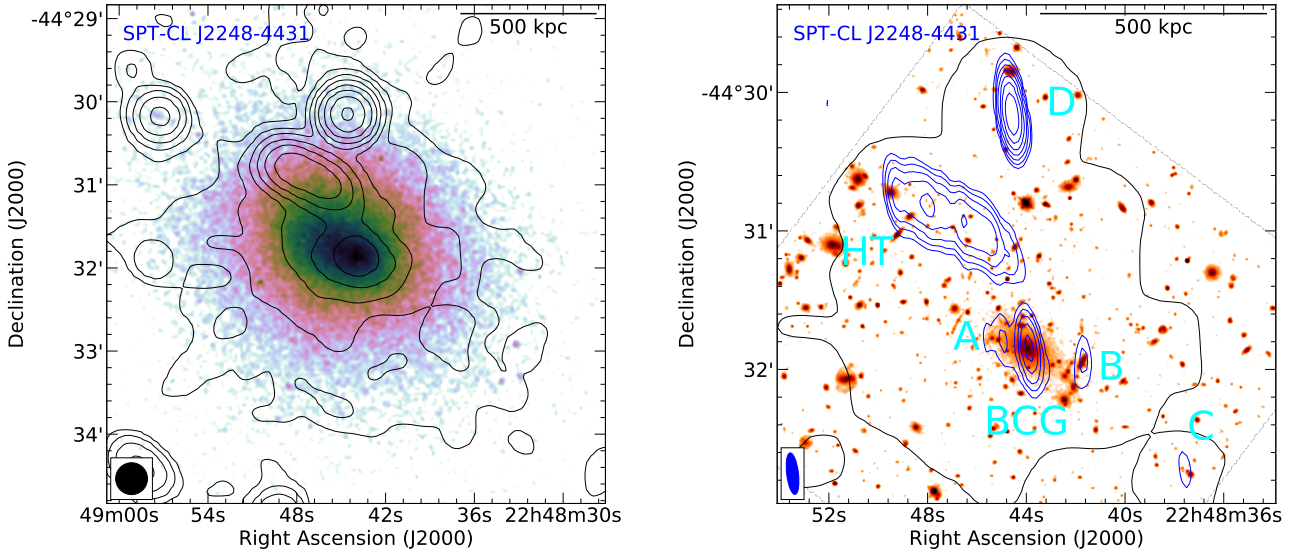 SPT-CL J2248-4431
500 kpc
-44°29'
30'
31'
32'
33'
34'
49m00s 54s 48s 42s 36s 22h48m30s
Right Ascension (J2000)
Declination (J2000)
SPT-CL J2248-4431
500 kpc
-44°30'
31'
32'
D
HT
A
B
BCG
C
52s 48s 44s 40s 22h48m36s
Right Ascension (J2000)
Declination (J2000)